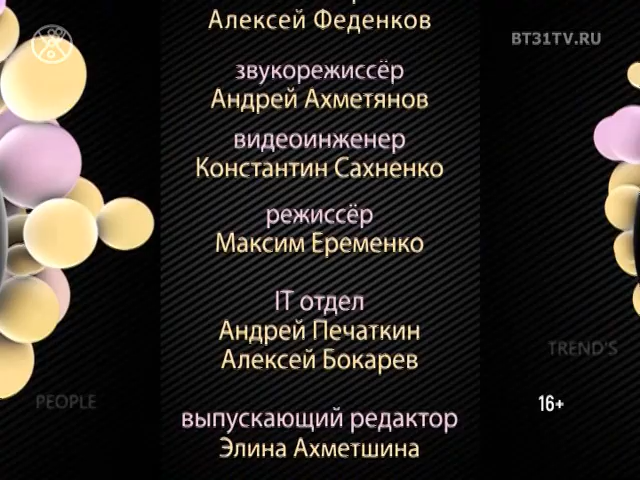 Алексей Феденков
BT31TV.RU
звукорежиссёр
Андрей Ахметянов
видеоинженер
Константин Сахненко
режиссёр
Максим Еременко
IT отдел
Андрей Печаткин
Алексей Бокарев
TREND'S
PEOPLE
16+
выпускающий редактор
Элина Ахметшина